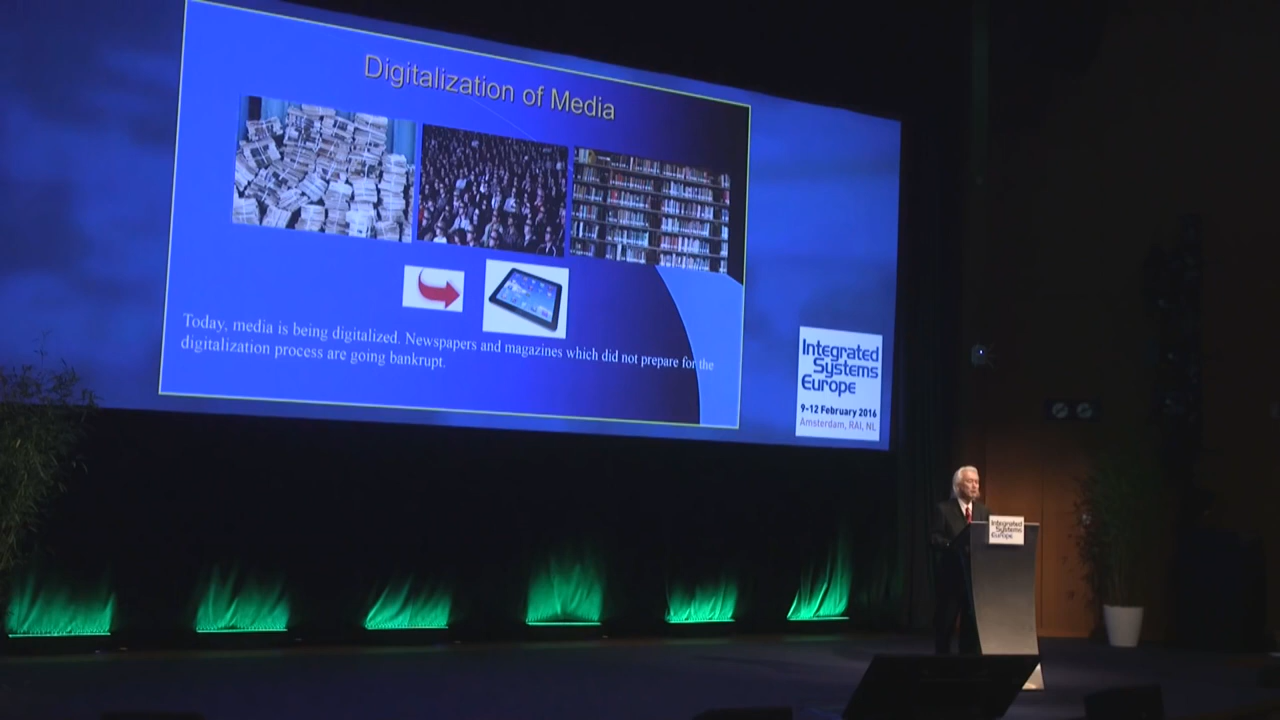 Digitalization of Media
Today, media is being digitalized. Newspapers and magazines which did not prepare for the
digitalization process are going bankrupt.
Integrated
Systems
Europe
9-12 February 2016
Amsterdam, RAI, NL
Integrated
Systems
Europe